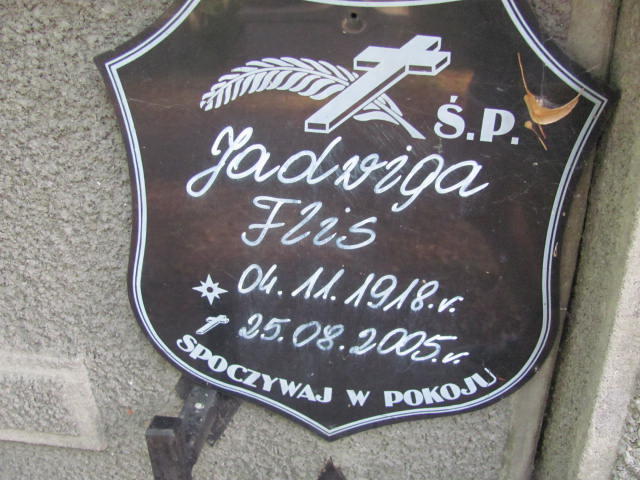 Ś.P.
Jadwiga
Flis
04.11.1918.r.
25.08.2005.r.
SPOCZYWAJ W POKOJU